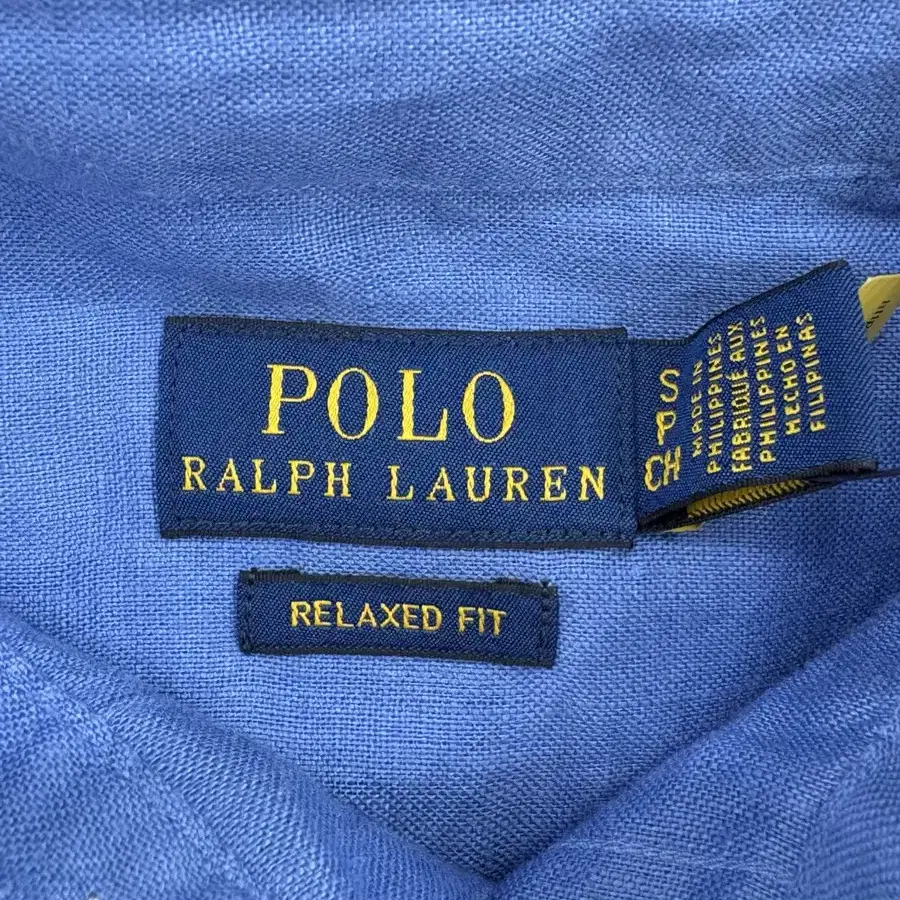 POLO
RALPH LAUREN
RELAXED FIT
S
P
CH
MADE IN
PHILIPPINES
FABRIQUÉ AUX
PHILIPPINES
HECHO EN
FILIPINAS